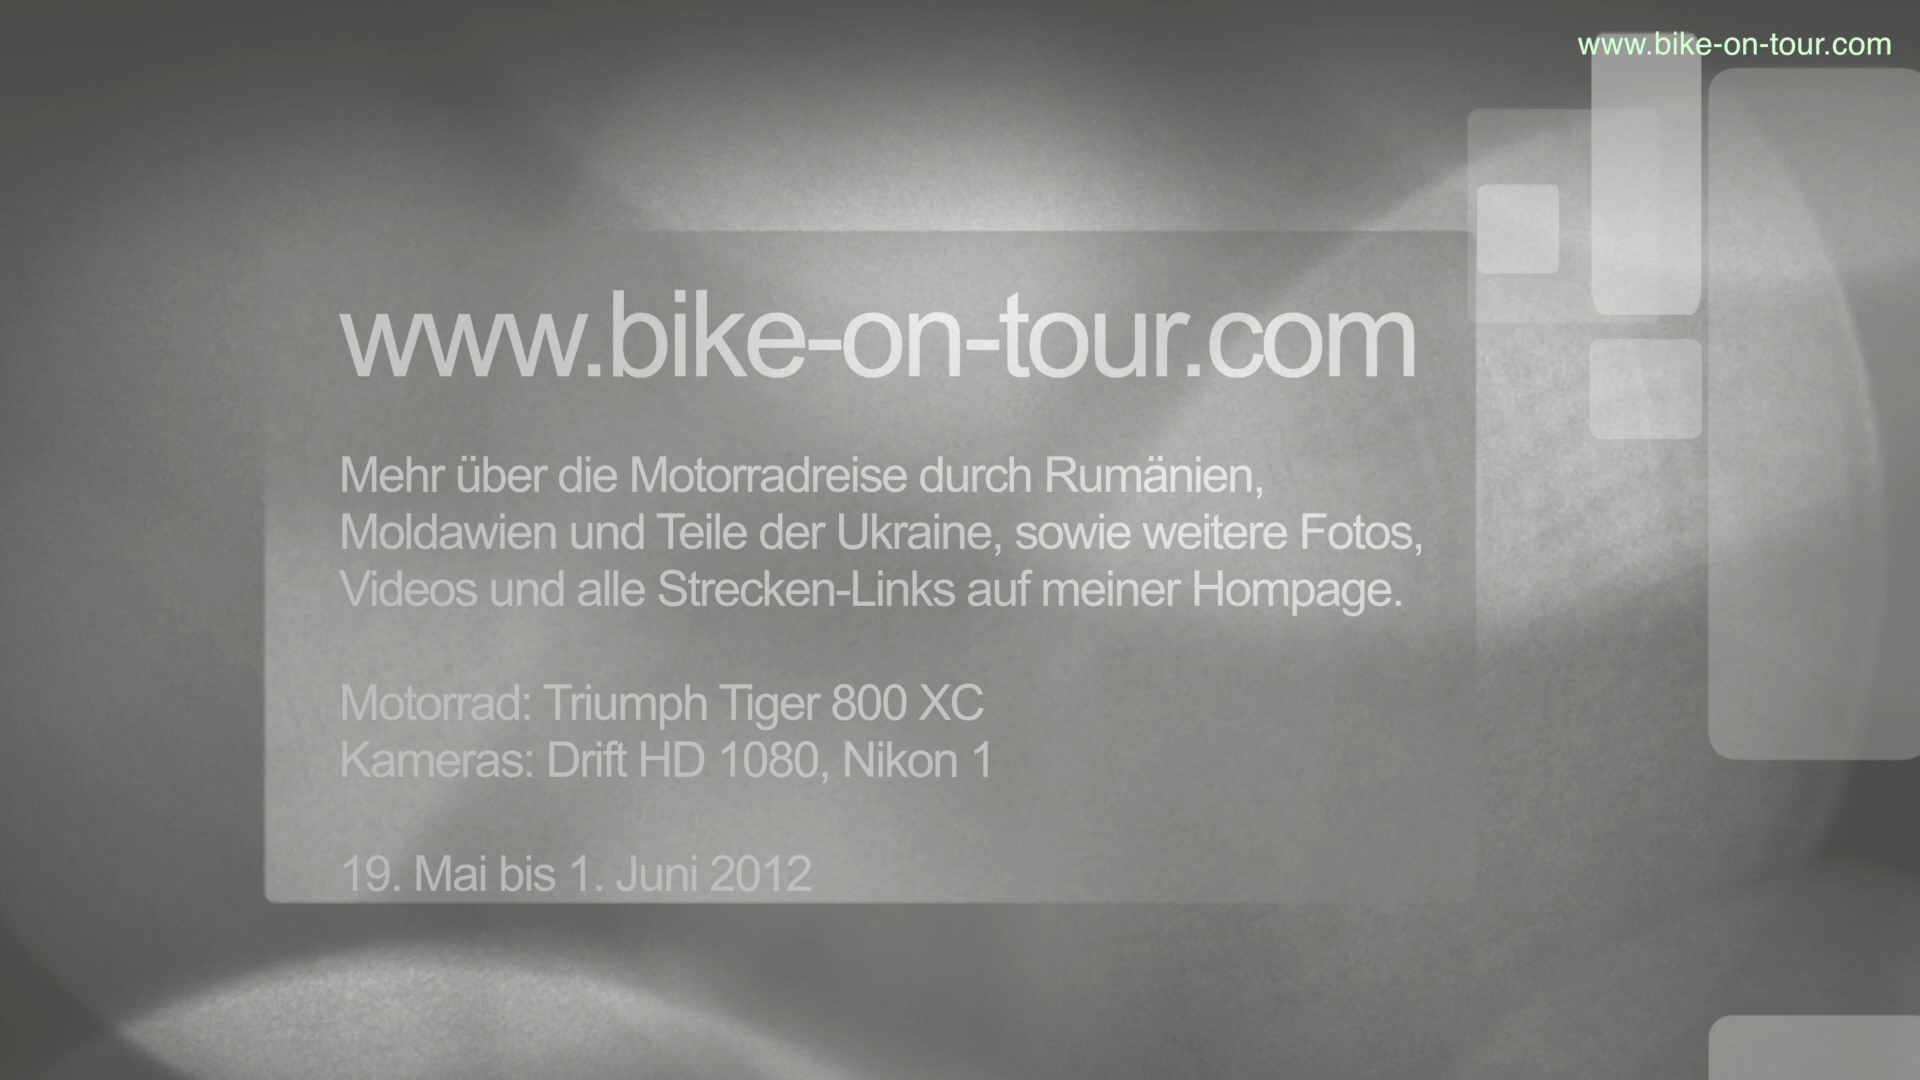 www.bike-on-tour.com
www.bike-on-tour.com
Mehr über die Motorradreise durch Rumänien,
Moldawien und Teile der Ukraine, sowie weitere Fotos,
Videos und alle Strecken-Links auf meiner Hompage.
Motorrad: Triumph Tiger 800 XC
Kameras: Drift HD 1080, Nikon 1
19. Mai bis 1. Juni 2012